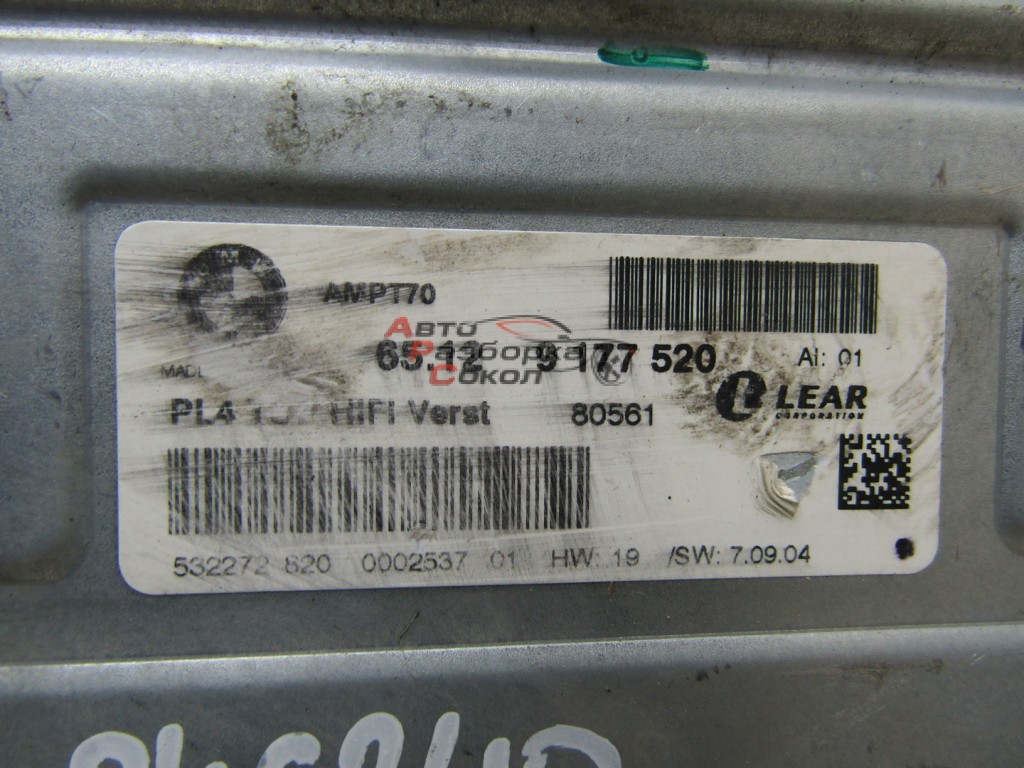 AMPT70
65.12 9 177 520 AI: 01
Авто
Разборка
Сокол
PL4 HIFI Verst 80561 LEAR
CORPORATION
532272 820 0002537 01 HW: 19 /SW: 7.09.04